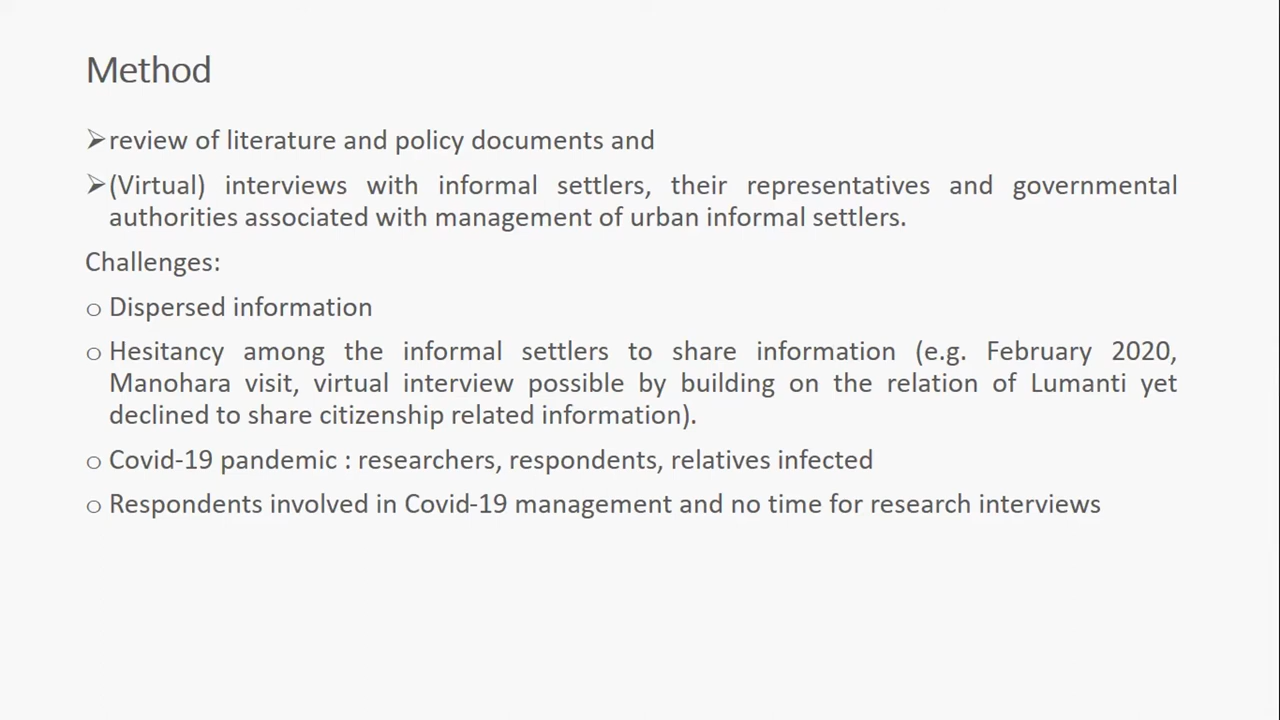 Method
➢review of literature and policy documents and
➢(Virtual) interviews with informal settlers, their representatives and governmental
authorities associated with management of urban informal settlers.
Challenges:
o Dispersed information
o Hesitancy among the informal settlers to share information (e.g. February 2020,
Manohara visit, virtual interview possible by building on the relation of Lumanti yet
declined to share citizenship related information).
o Covid-19 pandemic : researchers, respondents, relatives infected
o Respondents involved in Covid-19 management and no time for research interviews